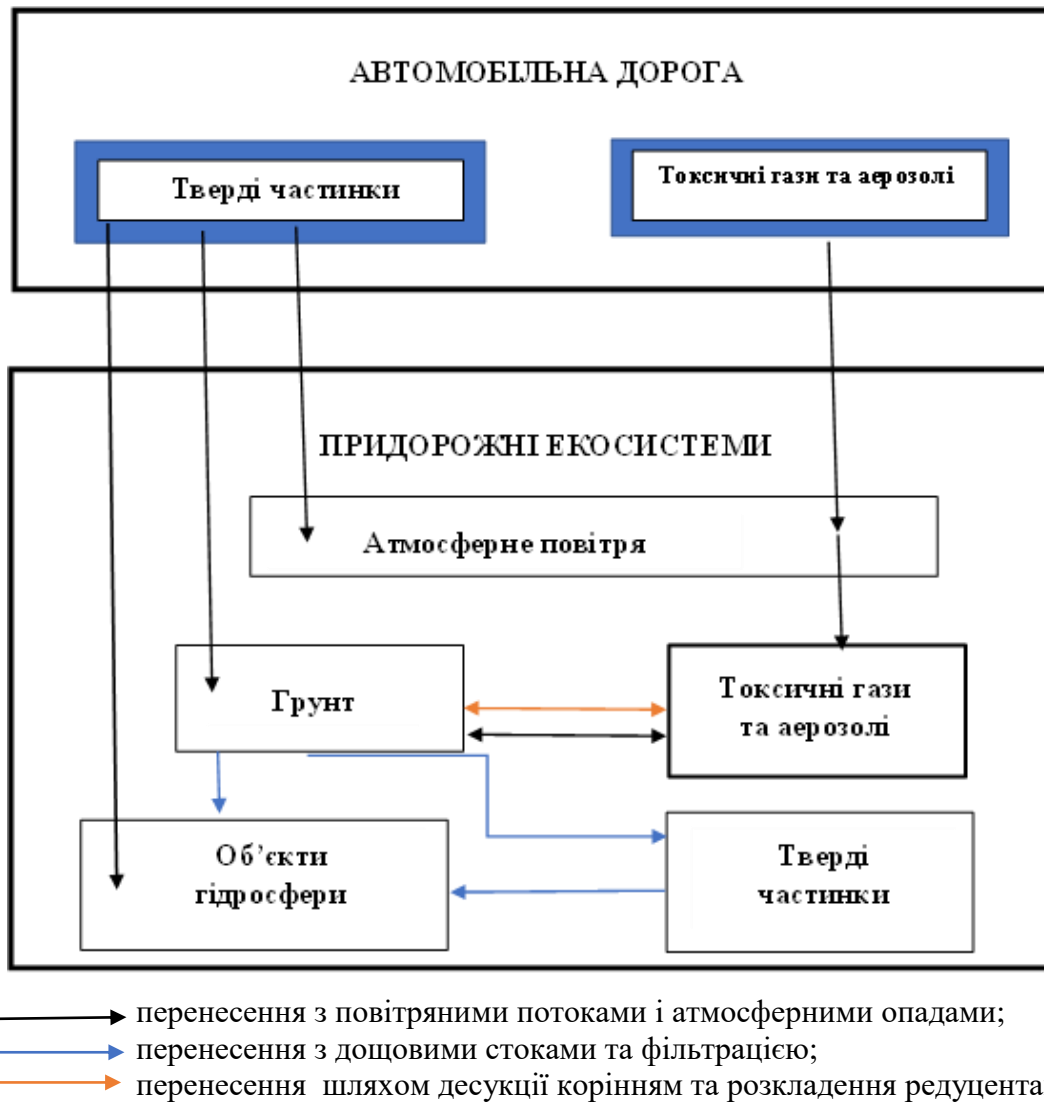 АВТОМОБІЛЬНА ДОРОГА
Тверді частинки
Токсичні гази та аерозолі
ПРИДОРОЖНІ ЕКОСИСТЕМИ
Атмосферне повітря
Грунт
Токсичні гази
та аерозолі
Об’єкти
гідросфери
Тверді
частинки
перенесення з повітряними потоками і атмосферними опадами;
перенесення з дощовими стоками та фільтрацією;
перенесення шляхом десукції корінням та розкладення редуцента